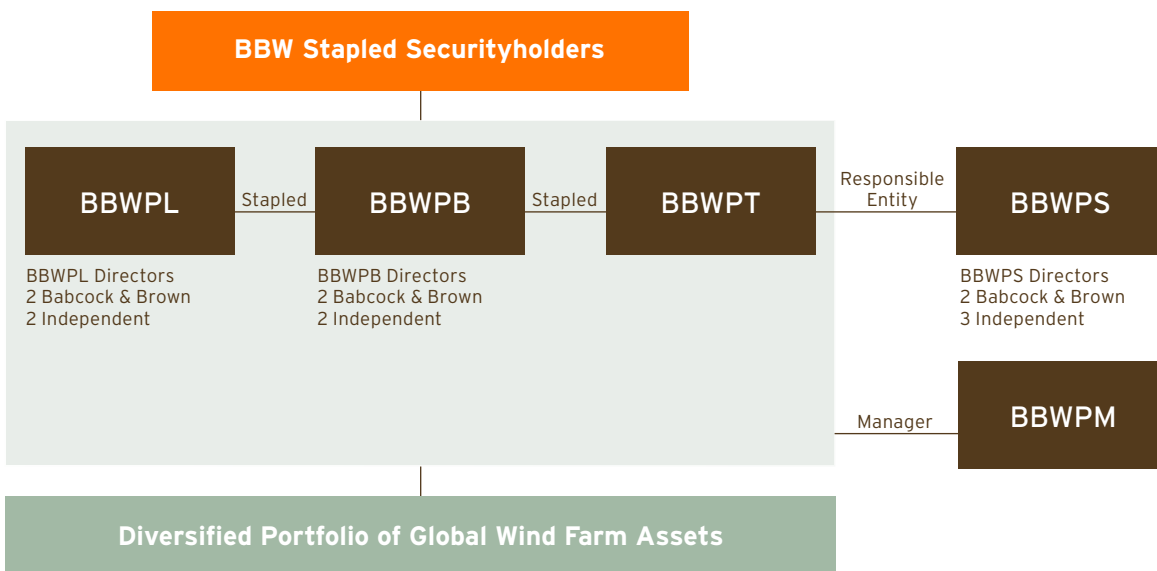 BBW Stapled Securityholders
BBWPL
Stapled
BBWPB
Stapled
BBWPT
Responsible
Entity
BBWPS
BBWPL Directors
2 Babcock & Brown
2 Independent
BBWPB Directors
2 Babcock & Brown
2 Independent
BBWPS Directors
2 Babcock & Brown
3 Independent
Manager
BBWPM
Diversified Portfolio of Global Wind Farm Assets